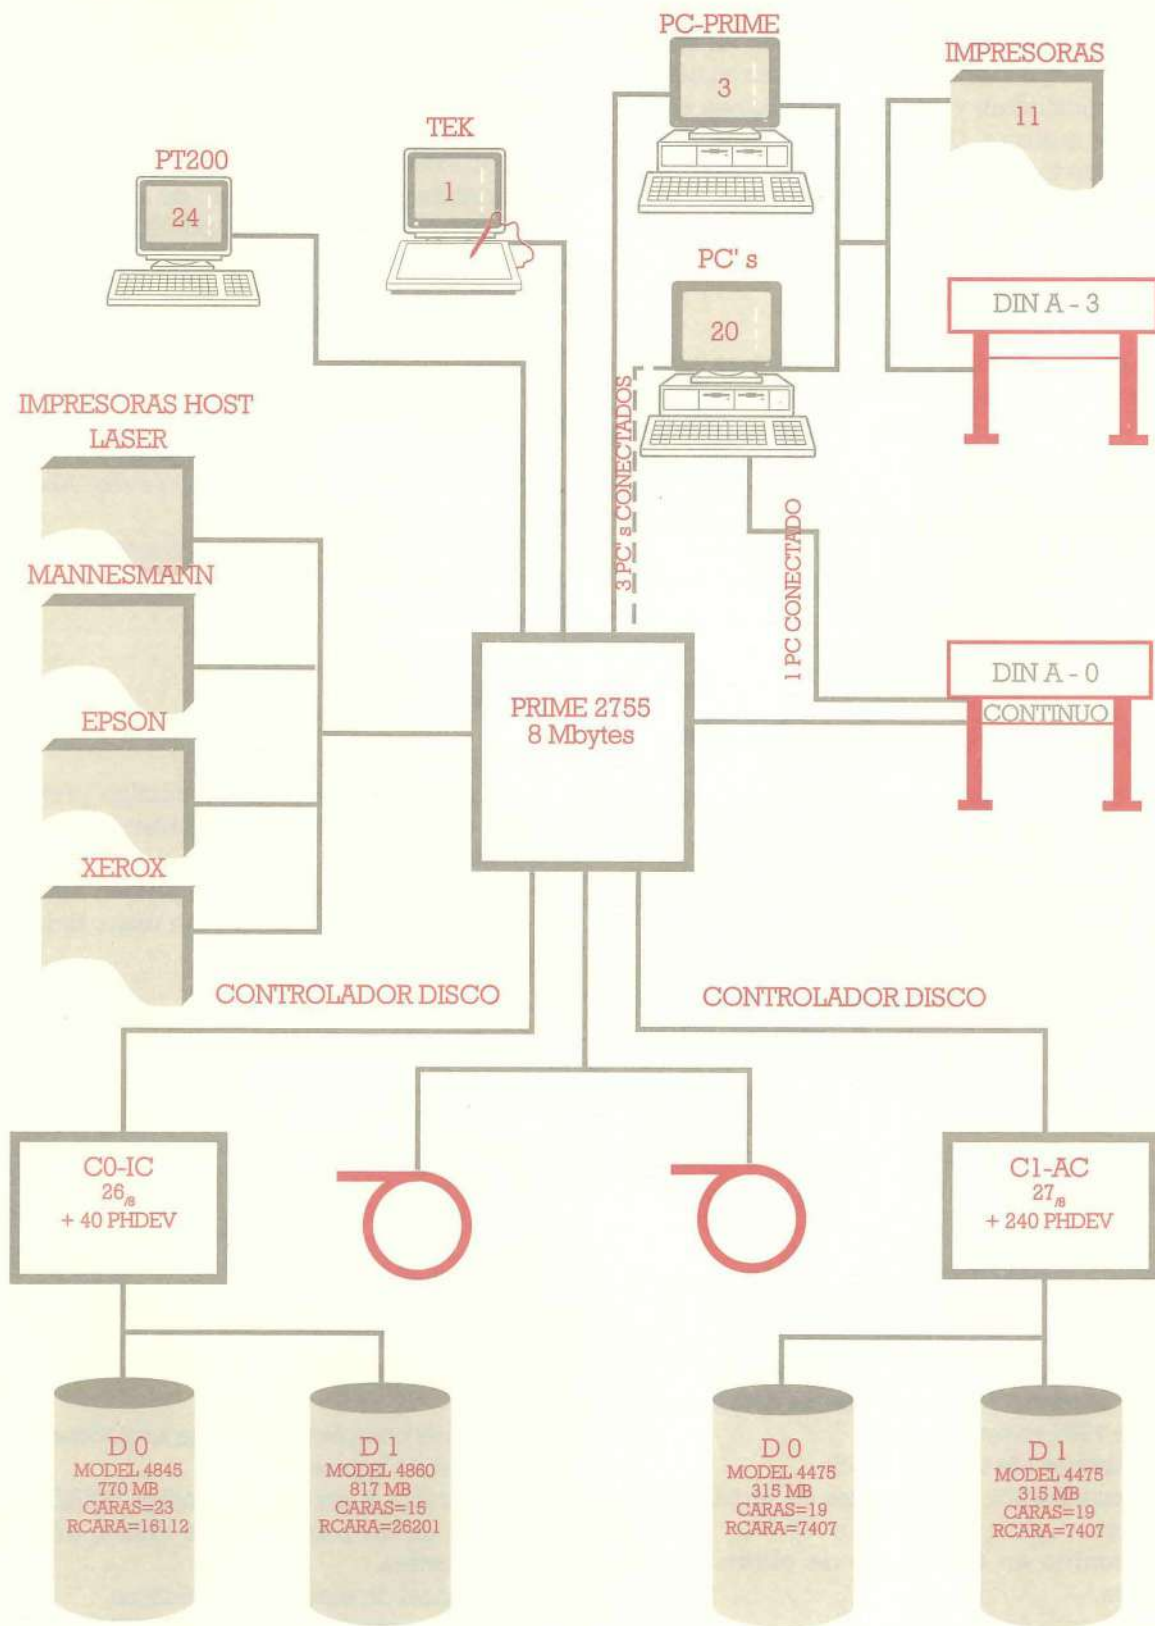 PC-PRIME
3
IMPRESORAS
11
TEK
1
PT200
24
PC' s
20
DIN A - 3
3 PC' s CONECTADOS
1 PC CONECTADO
IMPRESORAS HOST
LASER
MANNESMANN
EPSON
XEROX
PRIME 2755
8 Mbytes
DIN A - 0
CONTINUO
CONTROLADOR DISCO
CONTROLADOR DISCO
C0-IC
26/8
+ 40 PHDEV
C1-AC
27/8
+ 240 PHDEV
D 0
MODEL 4845
770 MB
CARAS=23
RCARA=16112
D 1
MODEL 4860
817 MB
CARAS=15
RCARA=26201
D 0
MODEL 4475
315 MB
CARAS=19
RCARA=7407
D 1
MODEL 4475
315 MB
CARAS=19
RCARA=7407